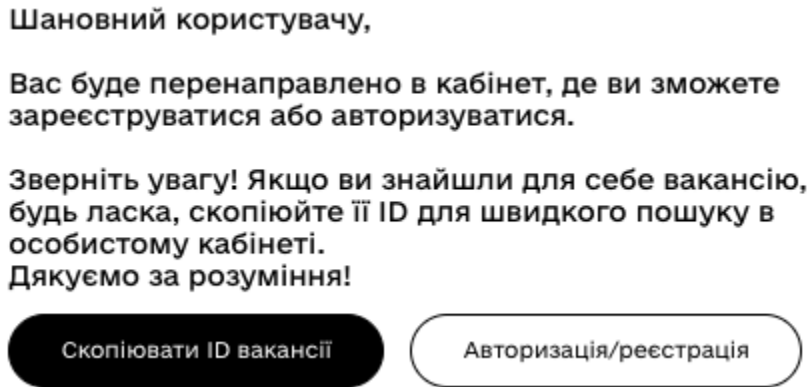 Шановний користувачу,
Вас буде перенаправлено в кабінет, де ви зможете
зареєструватися або авторизуватися.
Зверніть увагу! Якщо ви знайшли для себе вакансію,
будь ласка, скопіюйте її ID для швидкого пошуку в
особистому кабінеті.
Дякуємо за розуміння!
Скопіювати ID вакансії
Авторизація/реєстрація